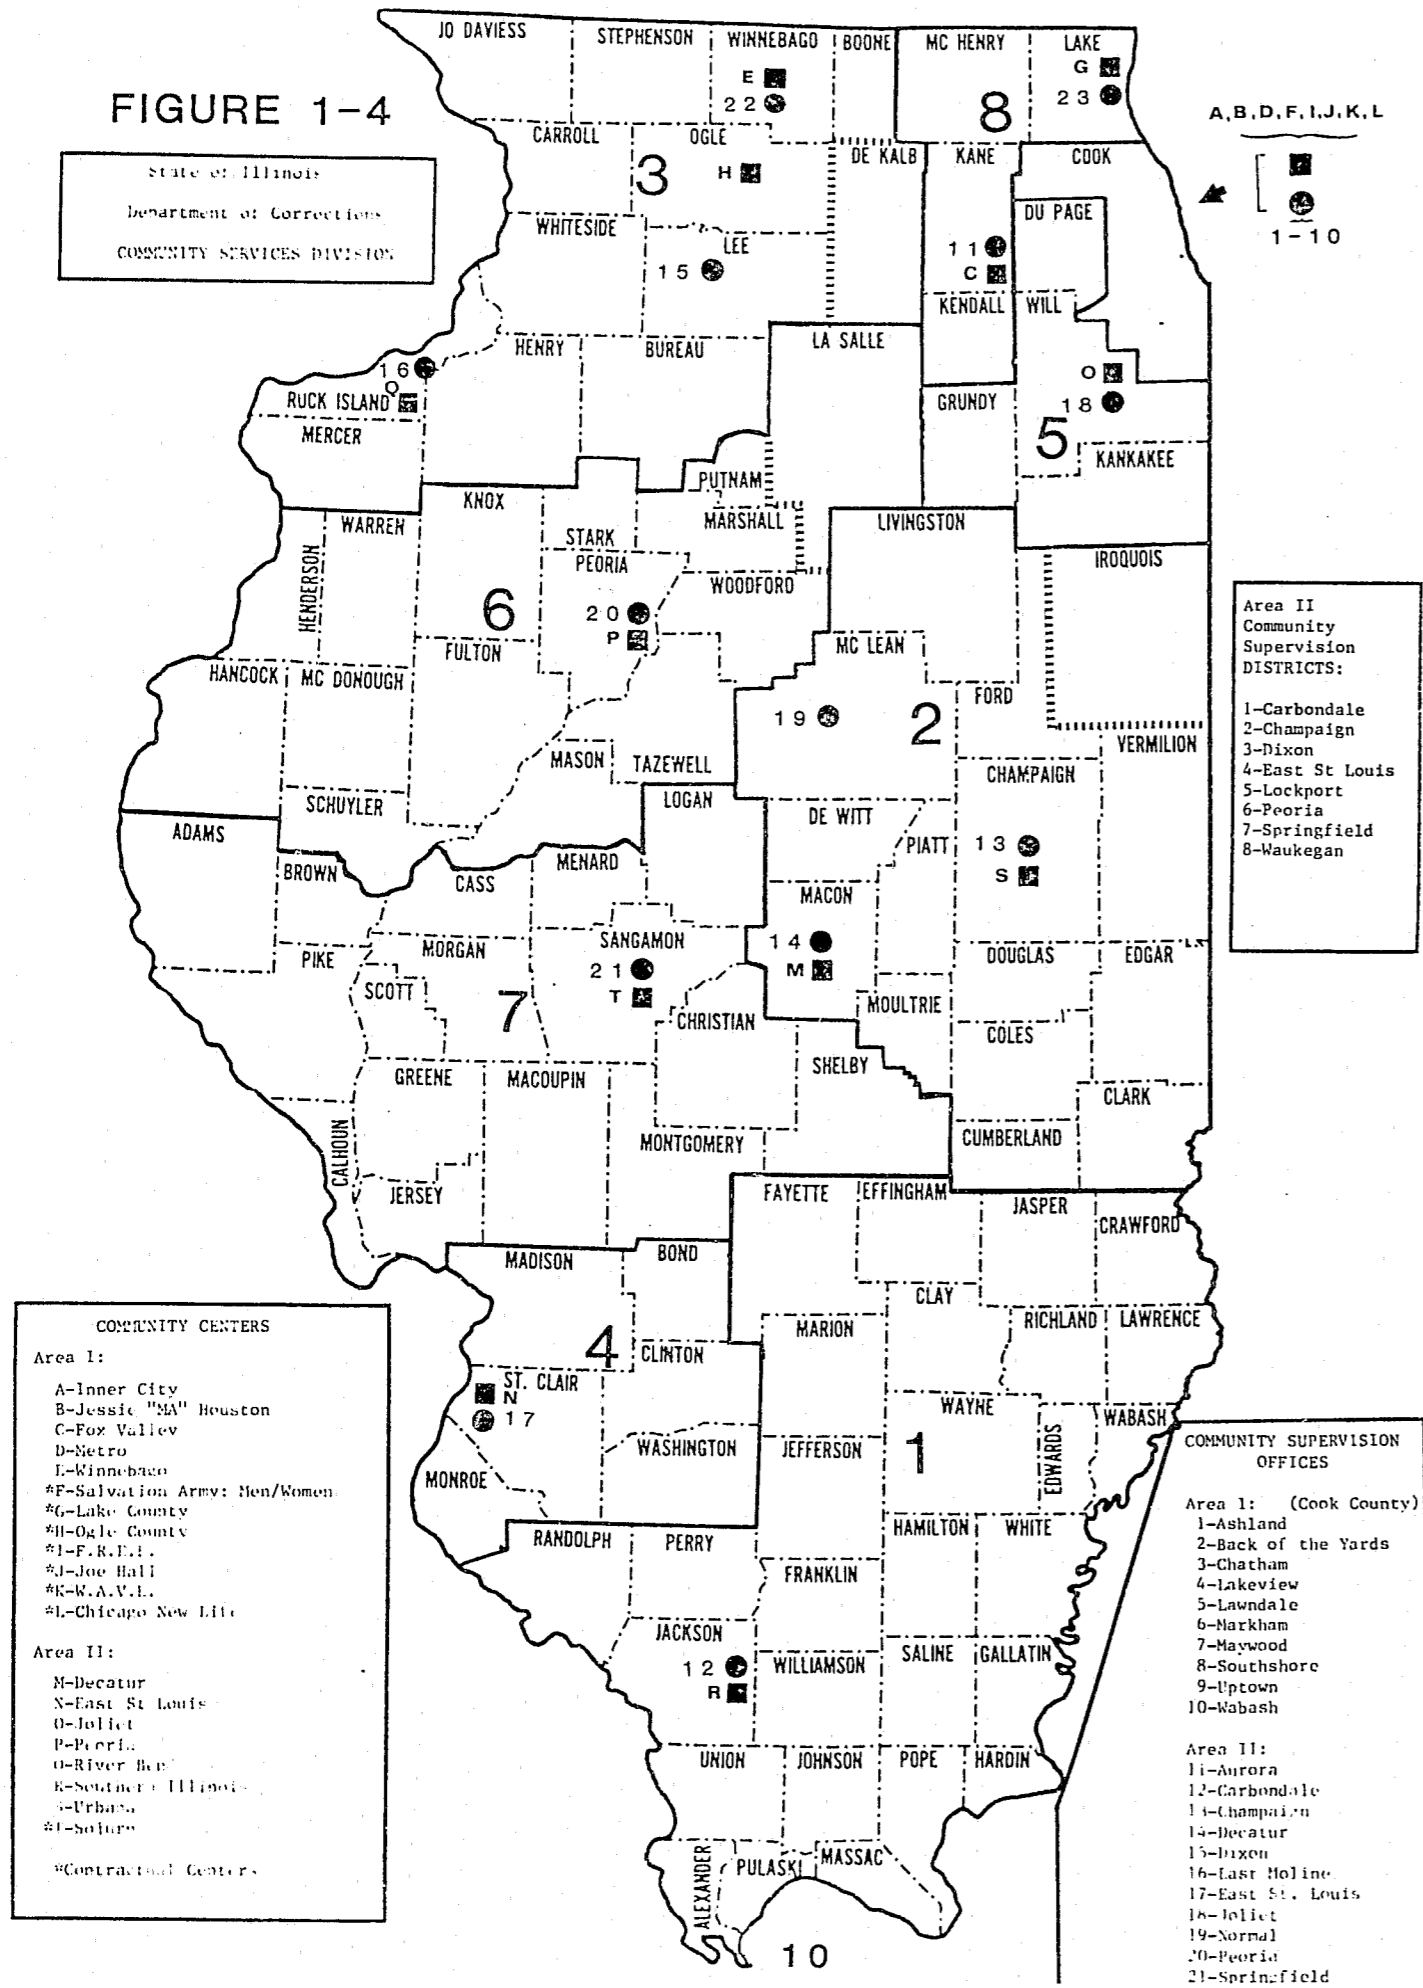 FIGURE 1-4
State of Illinois
Department of Corrections
COMMUNITY SERVICES DIVISION
JO DAVIESS
STEPHENSON
WINNEBAGO
BOONE
MC HENRY
LAKE
E
22
G
23
8
A,B,D,F,I,J,K,L
1-10
CARROLL
OGLE
3
H
DE KALB
KANE
COOK
DU PAGE
WHITESIDE
LEE
15
11
C
KENDALL
WILL
HENRY
BUREAU
LA SALLE
16
Q
RUCK ISLAND
MERCER
O
18
GRUNDY
5
KANKAKEE
PUTNAM
KNOX
WARREN
STARK
MARSHALL
LIVINGSTON
HENDERSON
PEORIA
WOODFORD
IROQUOIS
6
20
P
FULTON
MC LEAN
HANCOCK
MC DONOUGH
FORD
19
2
MASON
TAZEWELL
VERMILION
CHAMPAIGN
SCHUYLER
LOGAN
DE WITT
ADAMS
PIATT
13
S
BROWN
CASS
MENARD
MACON
PIKE
MORGAN
SANGAMON
14
M
DOUGLAS
EDGAR
SCOTT
21
T
7
CHRISTIAN
MOULTRIE
COLES
SHELBY
GREENE
MACOUPIN
CLARK
CALHOUN
MONTGOMERY
CUMBERLAND
JERSEY
FAYETTE
EFFINGHAM
JASPER
CRAWFORD
MADISON
BOND
CLAY
MARION
RICHLAND
LAWRENCE
4
CLINTON
ST. CLAIR
N
17
WAYNE
WABASH
EDWARDS
WASHINGTON
JEFFERSON
1
MONROE
RANDOLPH
PERRY
HAMILTON
WHITE
FRANKLIN
JACKSON
12
R
WILLIAMSON
SALINE
GALLATIN
UNION
JOHNSON
POPE
HARDIN
ALEXANDER
PULASKI
MASSAC
10
Area II
Community
Supervision
DISTRICTS:
1-Carbondale
2-Champaign
3-Dixon
4-East St Louis
5-Lockport
6-Peoria
7-Springfield
8-Waukegan
COMMUNITY CENTERS
Area I:
A-Inner City
B-Jessie "MA" Houston
C-Fox Valley
D-Metro
E-Winnebago
*F-Salvation Army: Men/Women
*G-Lake County
*H-Ogle County
*I-F.R.E.E.
*J-Joe Hall
*K-W.A.V.E.
*L-Chicago New Life
Area II:
M-Decatur
N-East St Louis
O-Joliet
P-Peoria
Q-River Bend
R-Southern Illinois
S-Urbana
*Contractual Centers
COMMUNITY SUPERVISION
OFFICES
Area I: (Cook County)
1-Ashland
2-Back of the Yards
3-Chatham
4-Lakeview
5-Lawndale
6-Markham
7-Maywood
8-Southshore
9-Uptown
10-Wabash
Area II:
11-Aurora
12-Carbondale
13-Champaign
14-Decatur
15-Dixon
16-East Moline
17-East St. Louis
18-Joliet
19-Normal
20-Peoria
21-Springfield